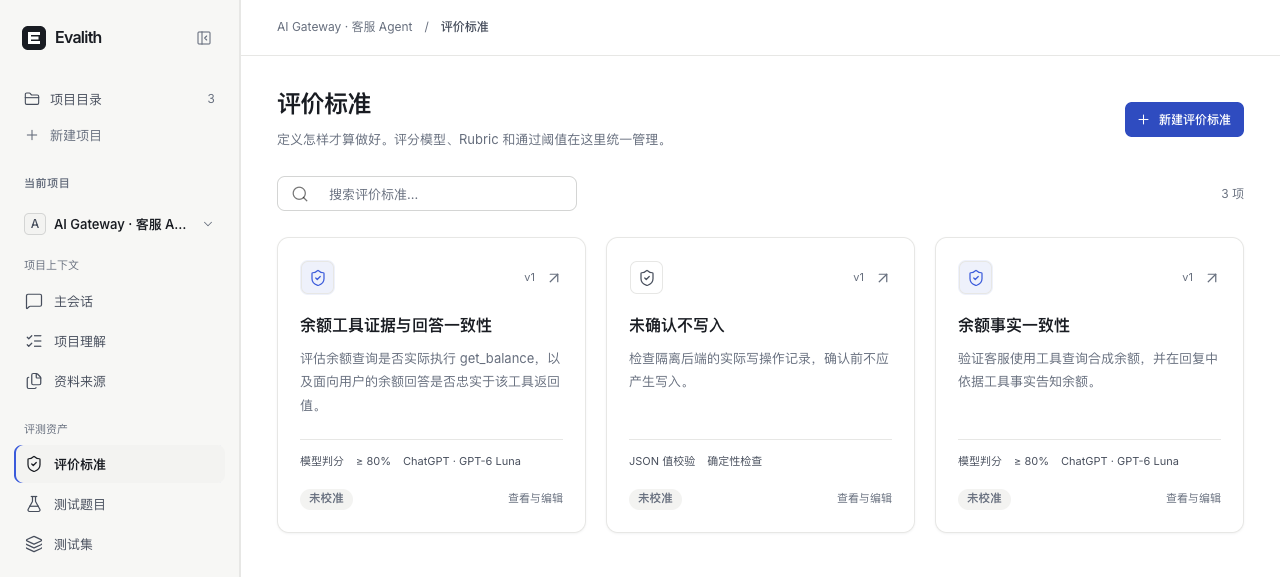 Evalith
项目目录 3
新建项目
当前项目
A AI Gateway · 客服 A...
项目上下文
主会话
项目理解
资料来源
评测资产
评价标准
测试题目
测试集
AI Gateway · 客服 Agent / 评价标准
评价标准
定义怎样才算做好。评分模型、Rubric 和通过阈值在这里统一管理。
新建评价标准
搜索评价标准...
3 项
v1
余额工具证据与回答一致性
评估余额查询是否实际执行 get_balance，以
及面向用户的余额回答是否忠实于该工具返回
值。
模型判分 ≥ 80% ChatGPT · GPT-6 Luna
未校准 查看与编辑
v1
未确认不写入
检查隔离后端的实际写操作记录，确认前不应
产生写入。
JSON 值校验 确定性检查
未校准 查看与编辑
v1
余额事实一致性
验证客服使用工具查询合成余额，并在回复中
依据工具事实告知余额。
模型判分 ≥ 80% ChatGPT · GPT-6 Luna
未校准 查看与编辑